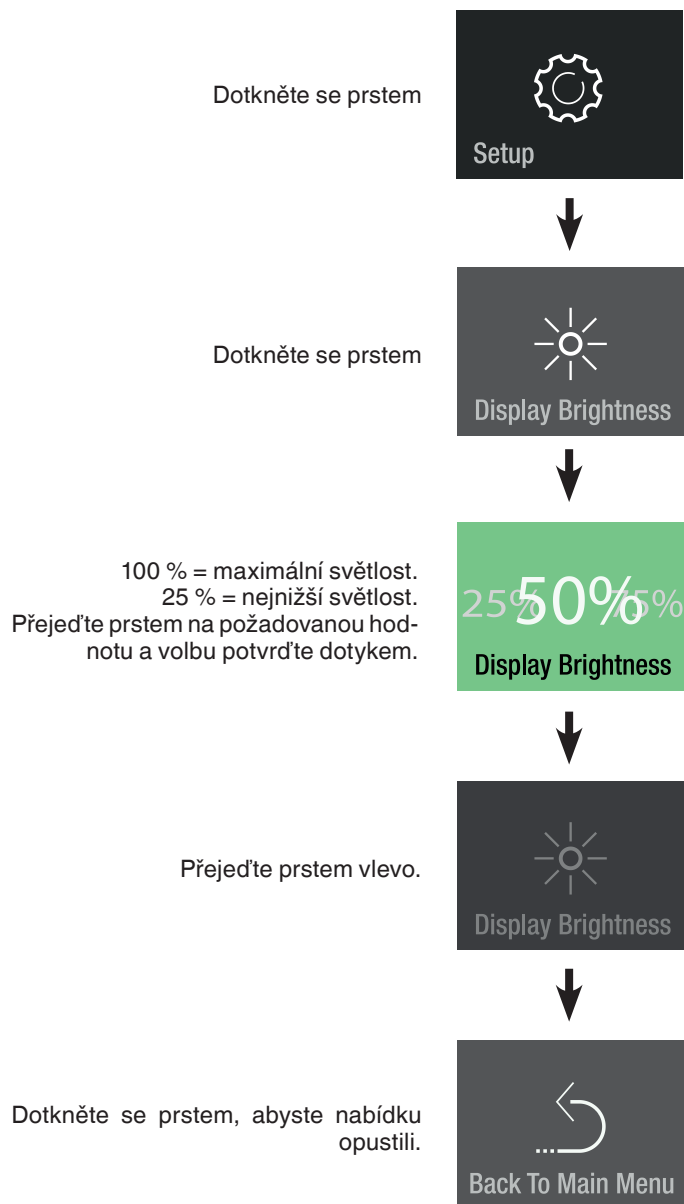 Dotkněte se prstem
Setup
Dotkněte se prstem
Display Brightness
100 % = maximální světlost.
25 % = nejnižší světlost.
Přejeďte prstem na požadovanou hod-
notu a volbu potvrďte dotykem.
25% 50% 75%
Display Brightness
Přejeďte prstem vlevo.
Display Brightness
Dotkněte se prstem, abyste nabídku
opustili.
Back To Main Menu